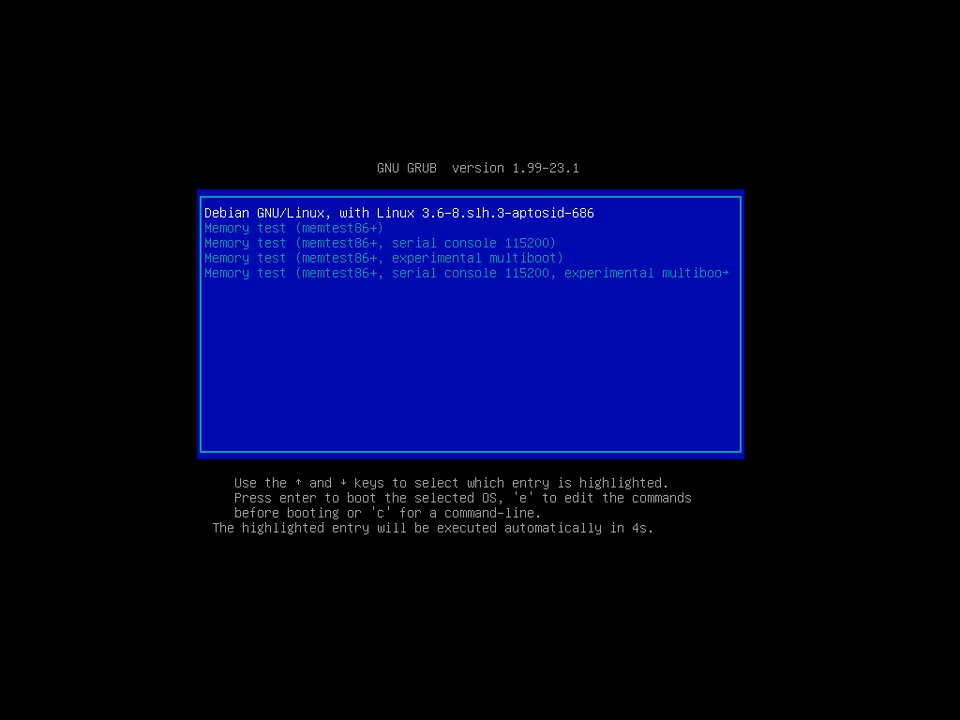 GNU GRUB  version 1.99-23.1
Debian GNU/Linux, with Linux 3.6-8.slh.3-aptosid-686
Memory test (memtest86+)
Memory test (memtest86+, serial console 115200)
Memory test (memtest86+, experimental multiboot)
Memory test (memtest86+, serial console 115200, experimental multiboo→
Use the ↑ and ↓ keys to select which entry is highlighted.
Press enter to boot the selected OS, 'e' to edit the commands
before booting or 'c' for a command-line.
The highlighted entry will be executed automatically in 4s.